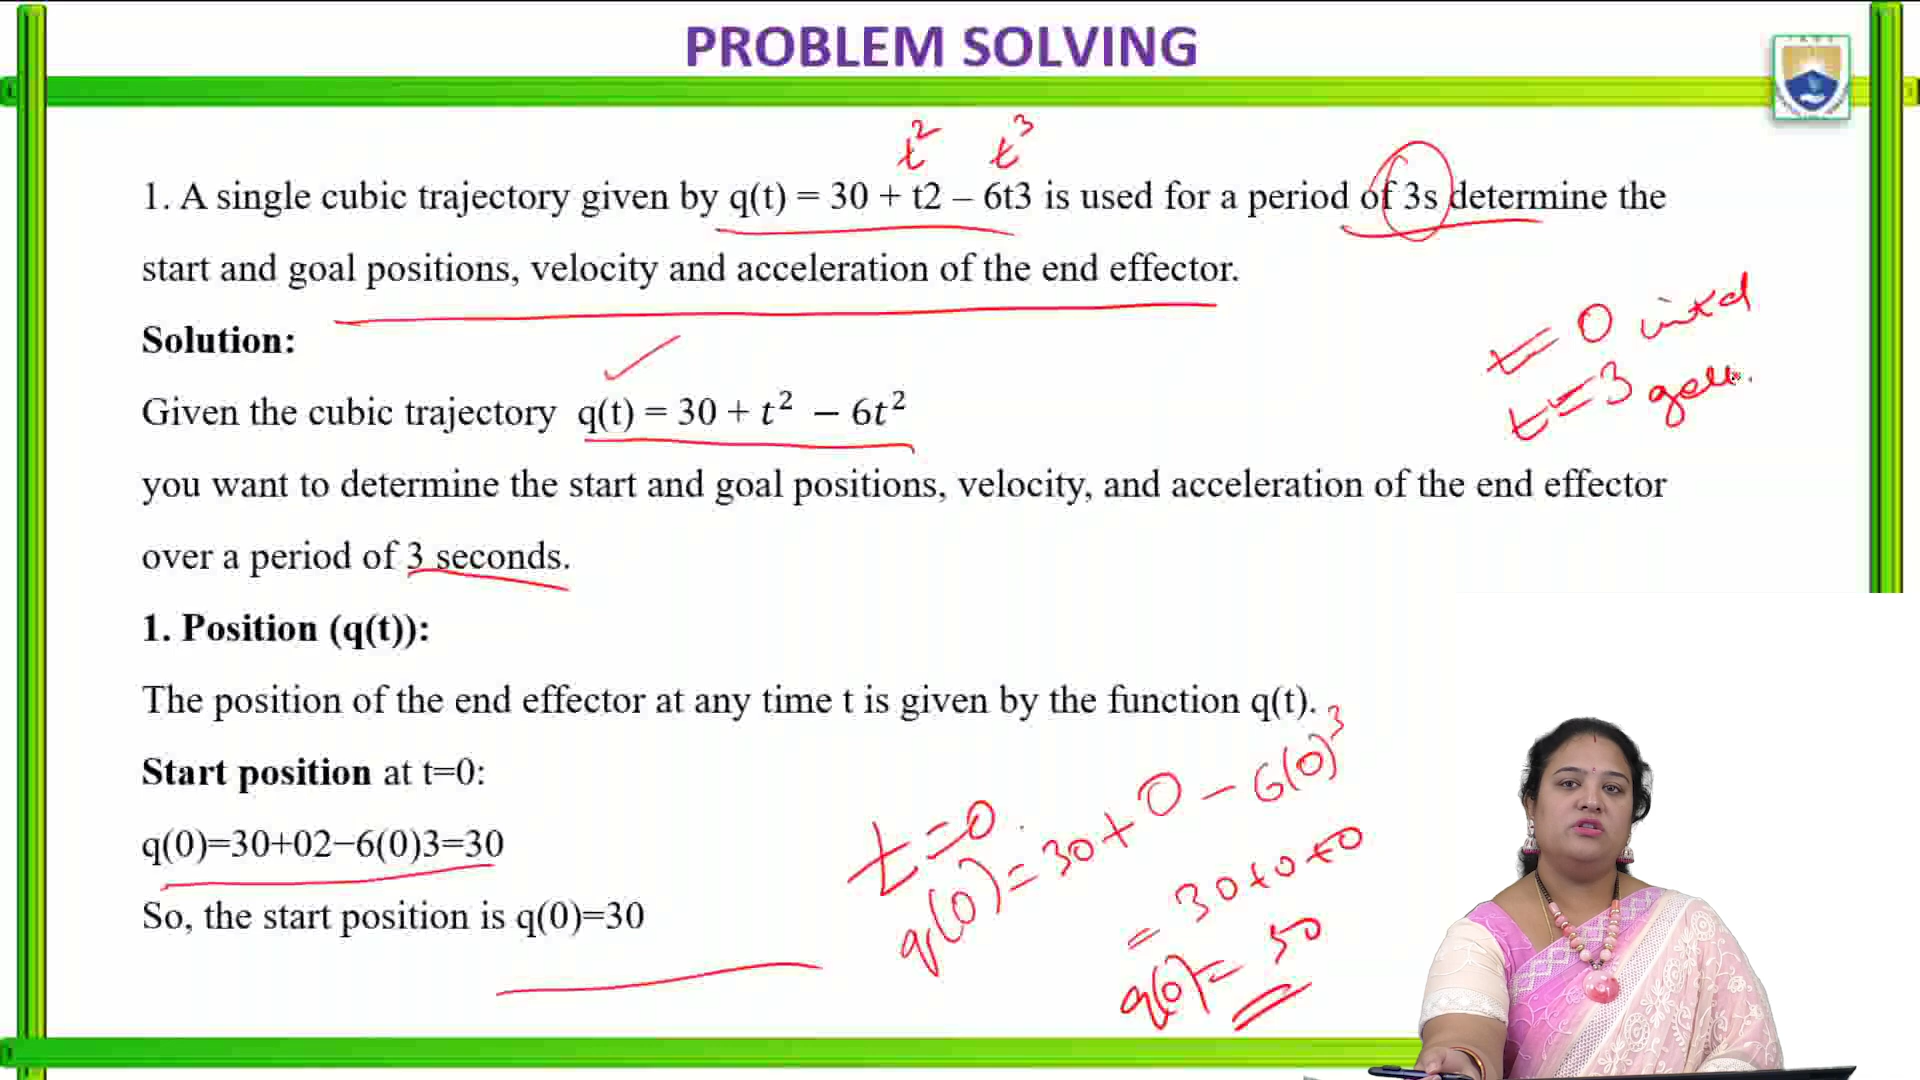 PROBLEM SOLVING
t² t³
1. A single cubic trajectory given by q(t) = 30 + t2 – 6t3 is used for a period of 3s determine the
start and goal positions, velocity and acceleration of the end effector.
t=0
Solution:
t=3
Given the cubic trajectory q(t) = 30 + t² − 6t²
you want to determine the start and goal positions, velocity, and acceleration of the end effector
over a period of 3 seconds.
1. Position (q(t)):
The position of the end effector at any time t is given by the function q(t).
Start position at t=0:
t=0
q(0)=30+0−6(0)³
q(0)=30+02−6(0)3=30
=30+0+0
So, the start position is q(0)=30
q(0)=30